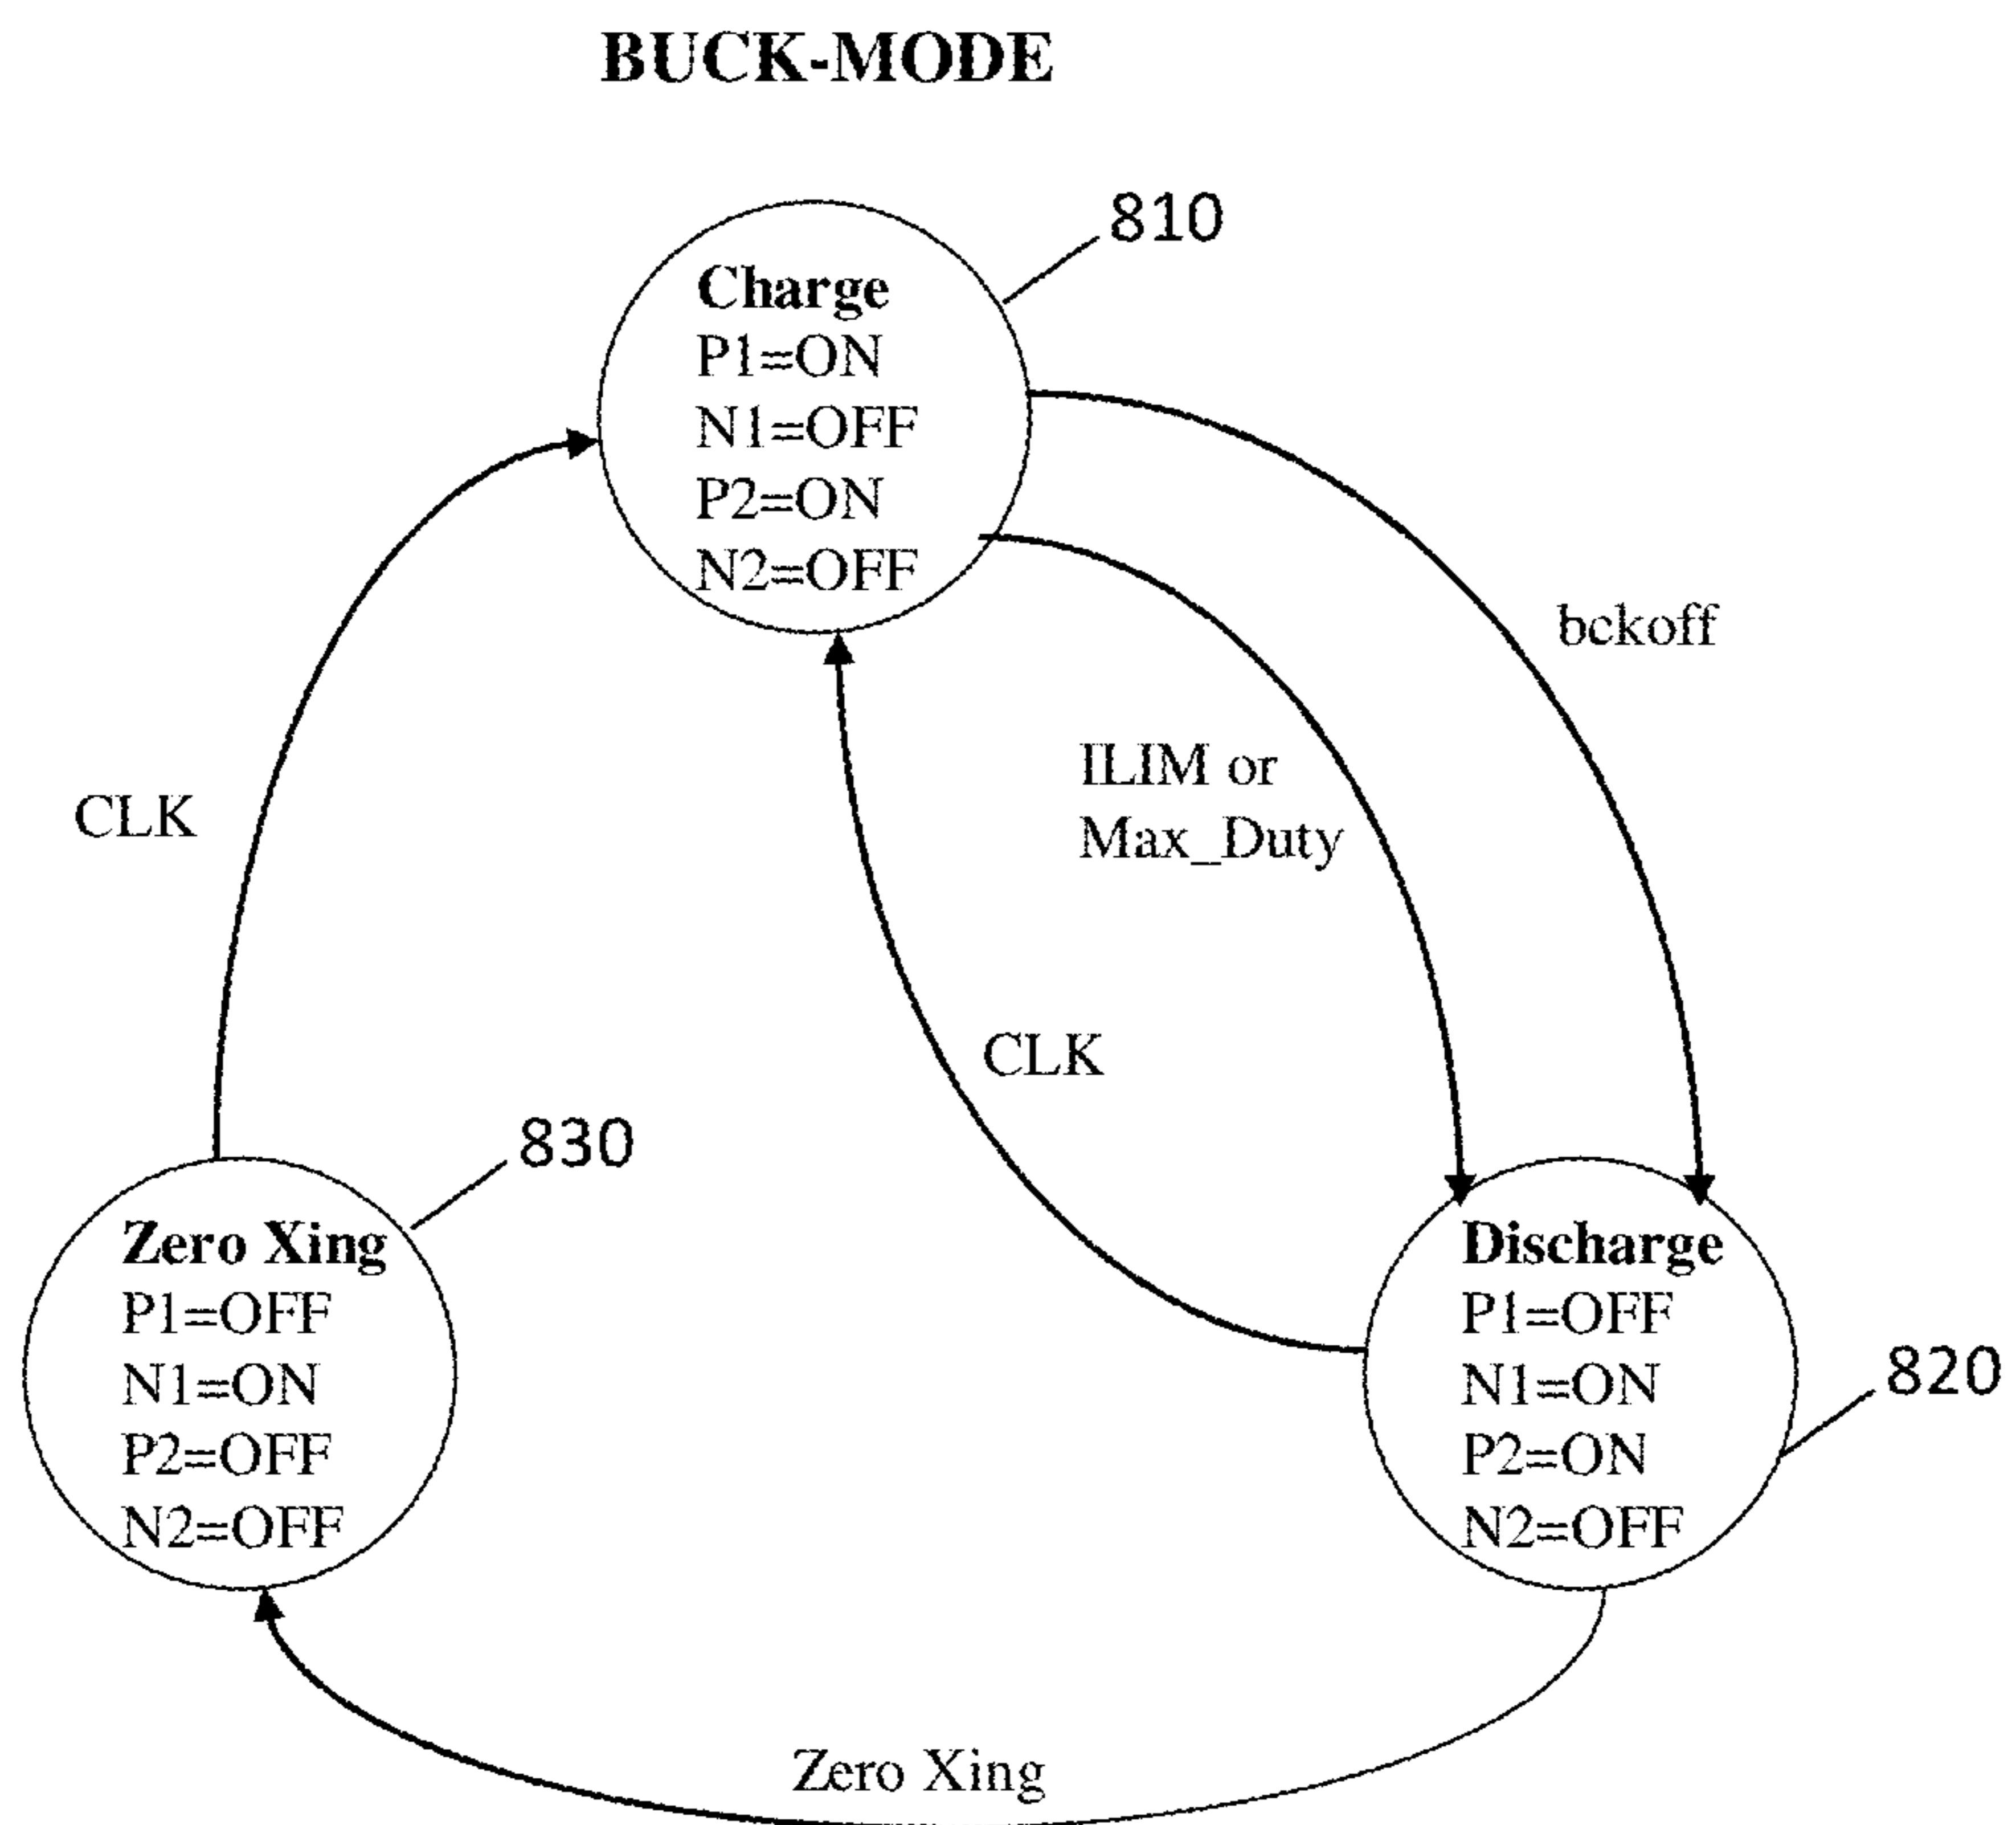 BUCK-MODE
810
Charge
P1=ON
N1=OFF
P2=ON
N2=OFF
bckoff
ILIM or
Max_Duty
CLK
CLK
830
Zero Xing
P1=OFF
N1=ON
P2=OFF
N2=OFF
Discharge
P1=OFF
N1=ON
P2=ON
N2=OFF
820
Zero Xing